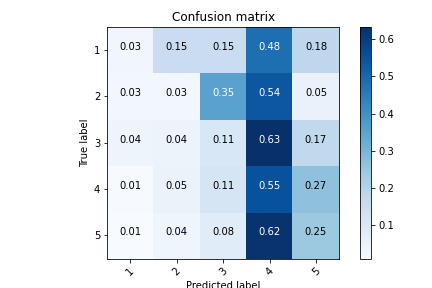 Confusion matrix
True label
1 0.03 0.15 0.15 0.48 0.18
2 0.03 0.03 0.35 0.54 0.05
3 0.04 0.04 0.11 0.63 0.17
4 0.01 0.05 0.11 0.55 0.27
5 0.01 0.04 0.08 0.62 0.25
1 2 3 4 5
Predicted label
0.6
0.5
0.4
0.3
0.2
0.1